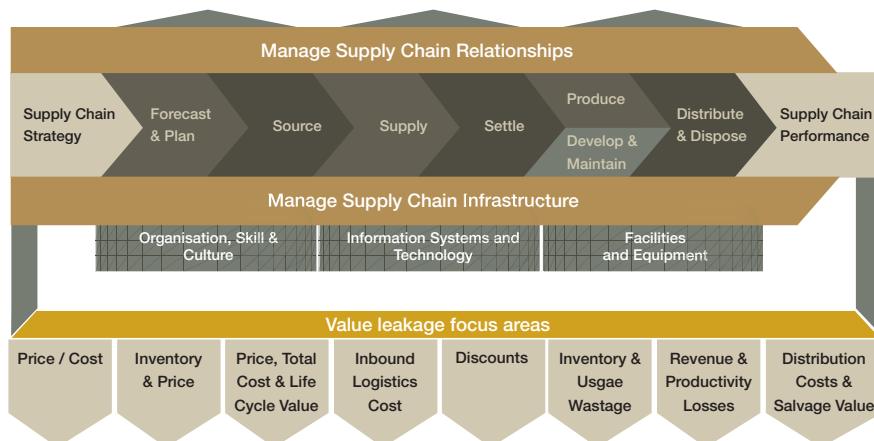 Manage Supply Chain Relationships
Supply Chain
Strategy
Forecast
& Plan
Source
Supply
Settle
Produce
Develop &
Maintain
Distribute
& Dispose
Supply Chain
Performance
Manage Supply Chain Infrastructure
Organisation, Skill &
Culture
Information Systems and
Technology
Facilities
and Equipment
Value leakage focus areas
Price / Cost
Inventory
& Price
Price, Total
Cost & Life
Cycle Value
Inbound
Logistics
Cost
Discounts
Inventory &
Usgae
Wastage
Revenue &
Productivity
Losses
Distribution
Costs &
Salvage Value